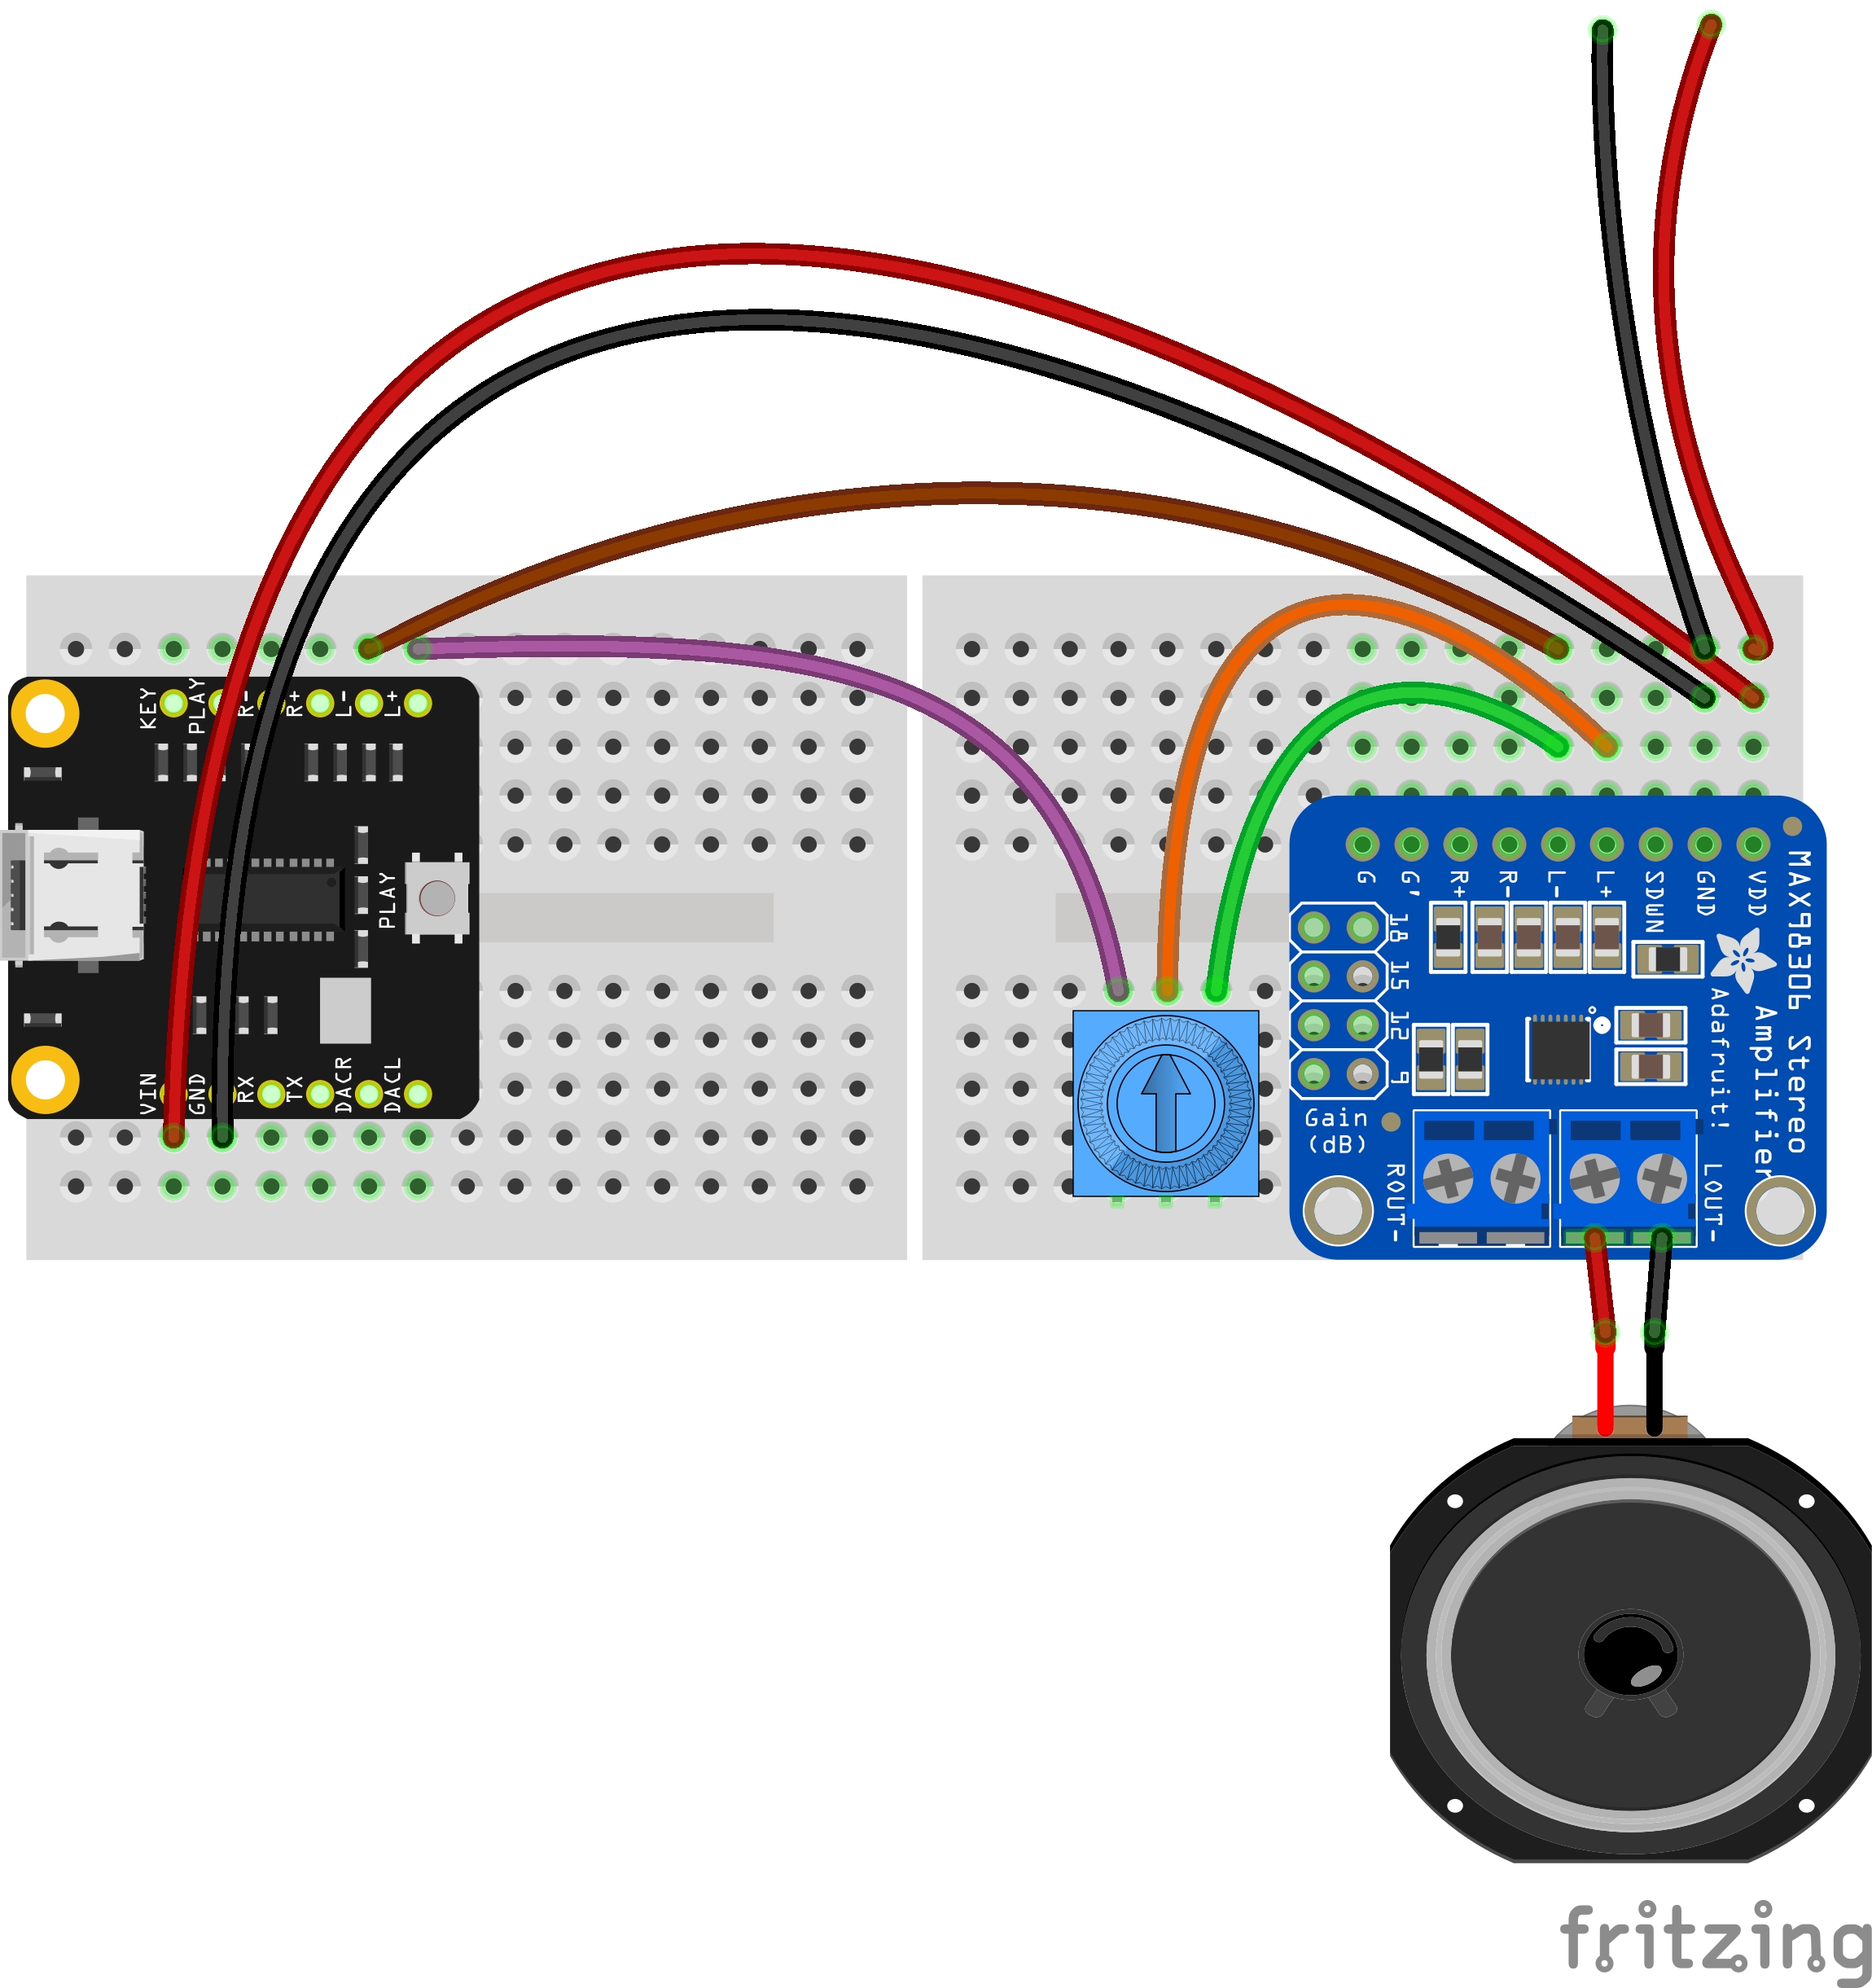 KEY
PLAY
R-
R+
L-
L+
PLAY
VIN
GND
RX
TX
DACR
DACL
G
G'
R+
R-
L-
L+
SDWN
GND
VDD
18
15
12
9
Gain
(dB)
MAX98306 Stereo
Amplifier
Adafruit!
ROUT-
LOUT-
fritzing